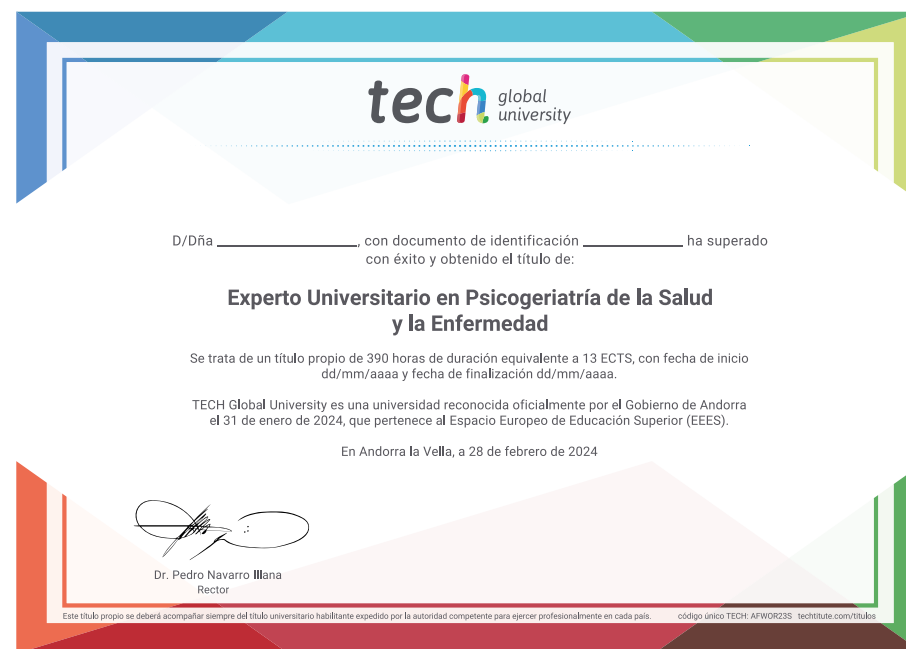 tech global university
D/Dña ____________________, con documento de identificación ______________ ha superado
con éxito y obtenido el título de:
Experto Universitario en Psicogeriatría de la Salud
y la Enfermedad
Se trata de un título propio de 390 horas de duración equivalente a 13 ECTS, con fecha de inicio
dd/mm/aaaa y fecha de finalización dd/mm/aaaa.
TECH Global University es una universidad reconocida oficialmente por el Gobierno de Andorra
el 31 de enero de 2024, que pertenece al Espacio Europeo de Educación Superior (EEES).
En Andorra la Vella, a 28 de febrero de 2024
Dr. Pedro Navarro Illana
Rector
Este título propio se deberá acompañar siempre del título universitario habilitante expedido por la autoridad competente para ejercer profesionalmente en cada país. código único TECH: AFWOR23S techtitute.com/titulos